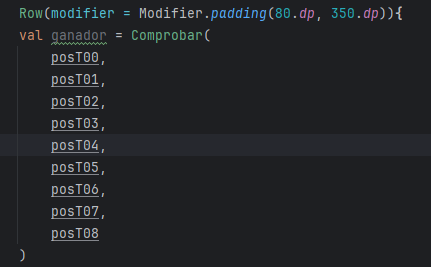 Row(modifier = Modifier.padding(80.dp, 350.dp)){
val ganador = Comprobar(
posT00,
posT01,
posT02,
posT03,
posT04,
posT05,
posT06,
posT07,
posT08
)